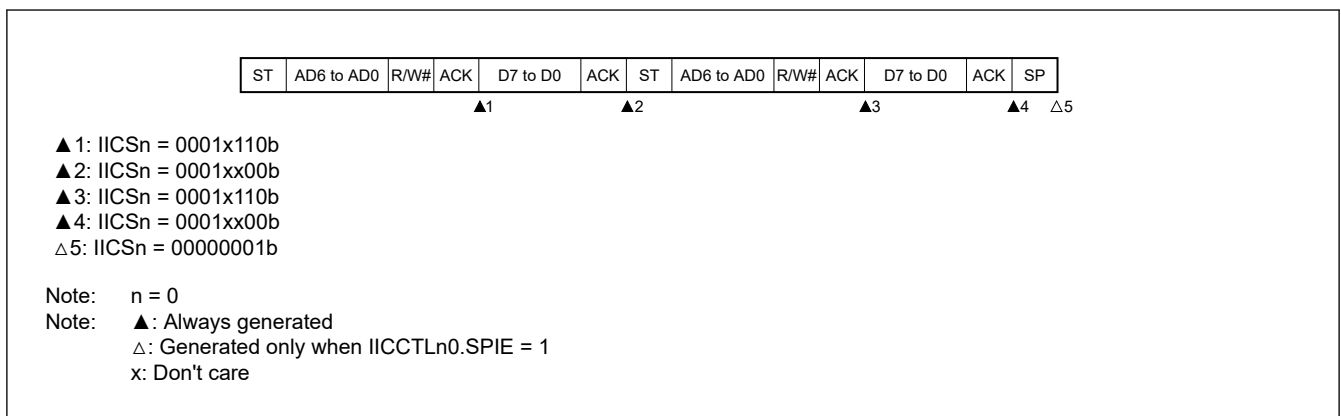 ST AD6 to AD0 R/W# ACK D7 to D0 ACK ST AD6 to AD0 R/W# ACK D7 to D0 ACK SP
▲1 ▲2 ▲3 ▲4 △5
▲1: IICSn = 0001x110b
▲2: IICSn = 0001xx00b
▲3: IICSn = 0001x110b
▲4: IICSn = 0001xx00b
△5: IICSn = 00000001b
Note: n = 0
Note: ▲: Always generated
△: Generated only when IICCTLn0.SPIE = 1
x: Don't care